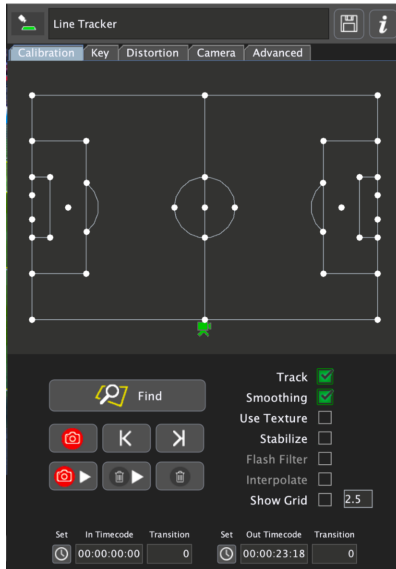 Line Tracker
Calibration Key Distortion Camera Advanced
Find
Track
Smoothing
Use Texture
Stabilize
Flash Filter
Interpolate
Show Grid 2.5
Set In Timecode Transition Set Out Timecode Transition
00:00:00:00 0 00:00:23:18 0